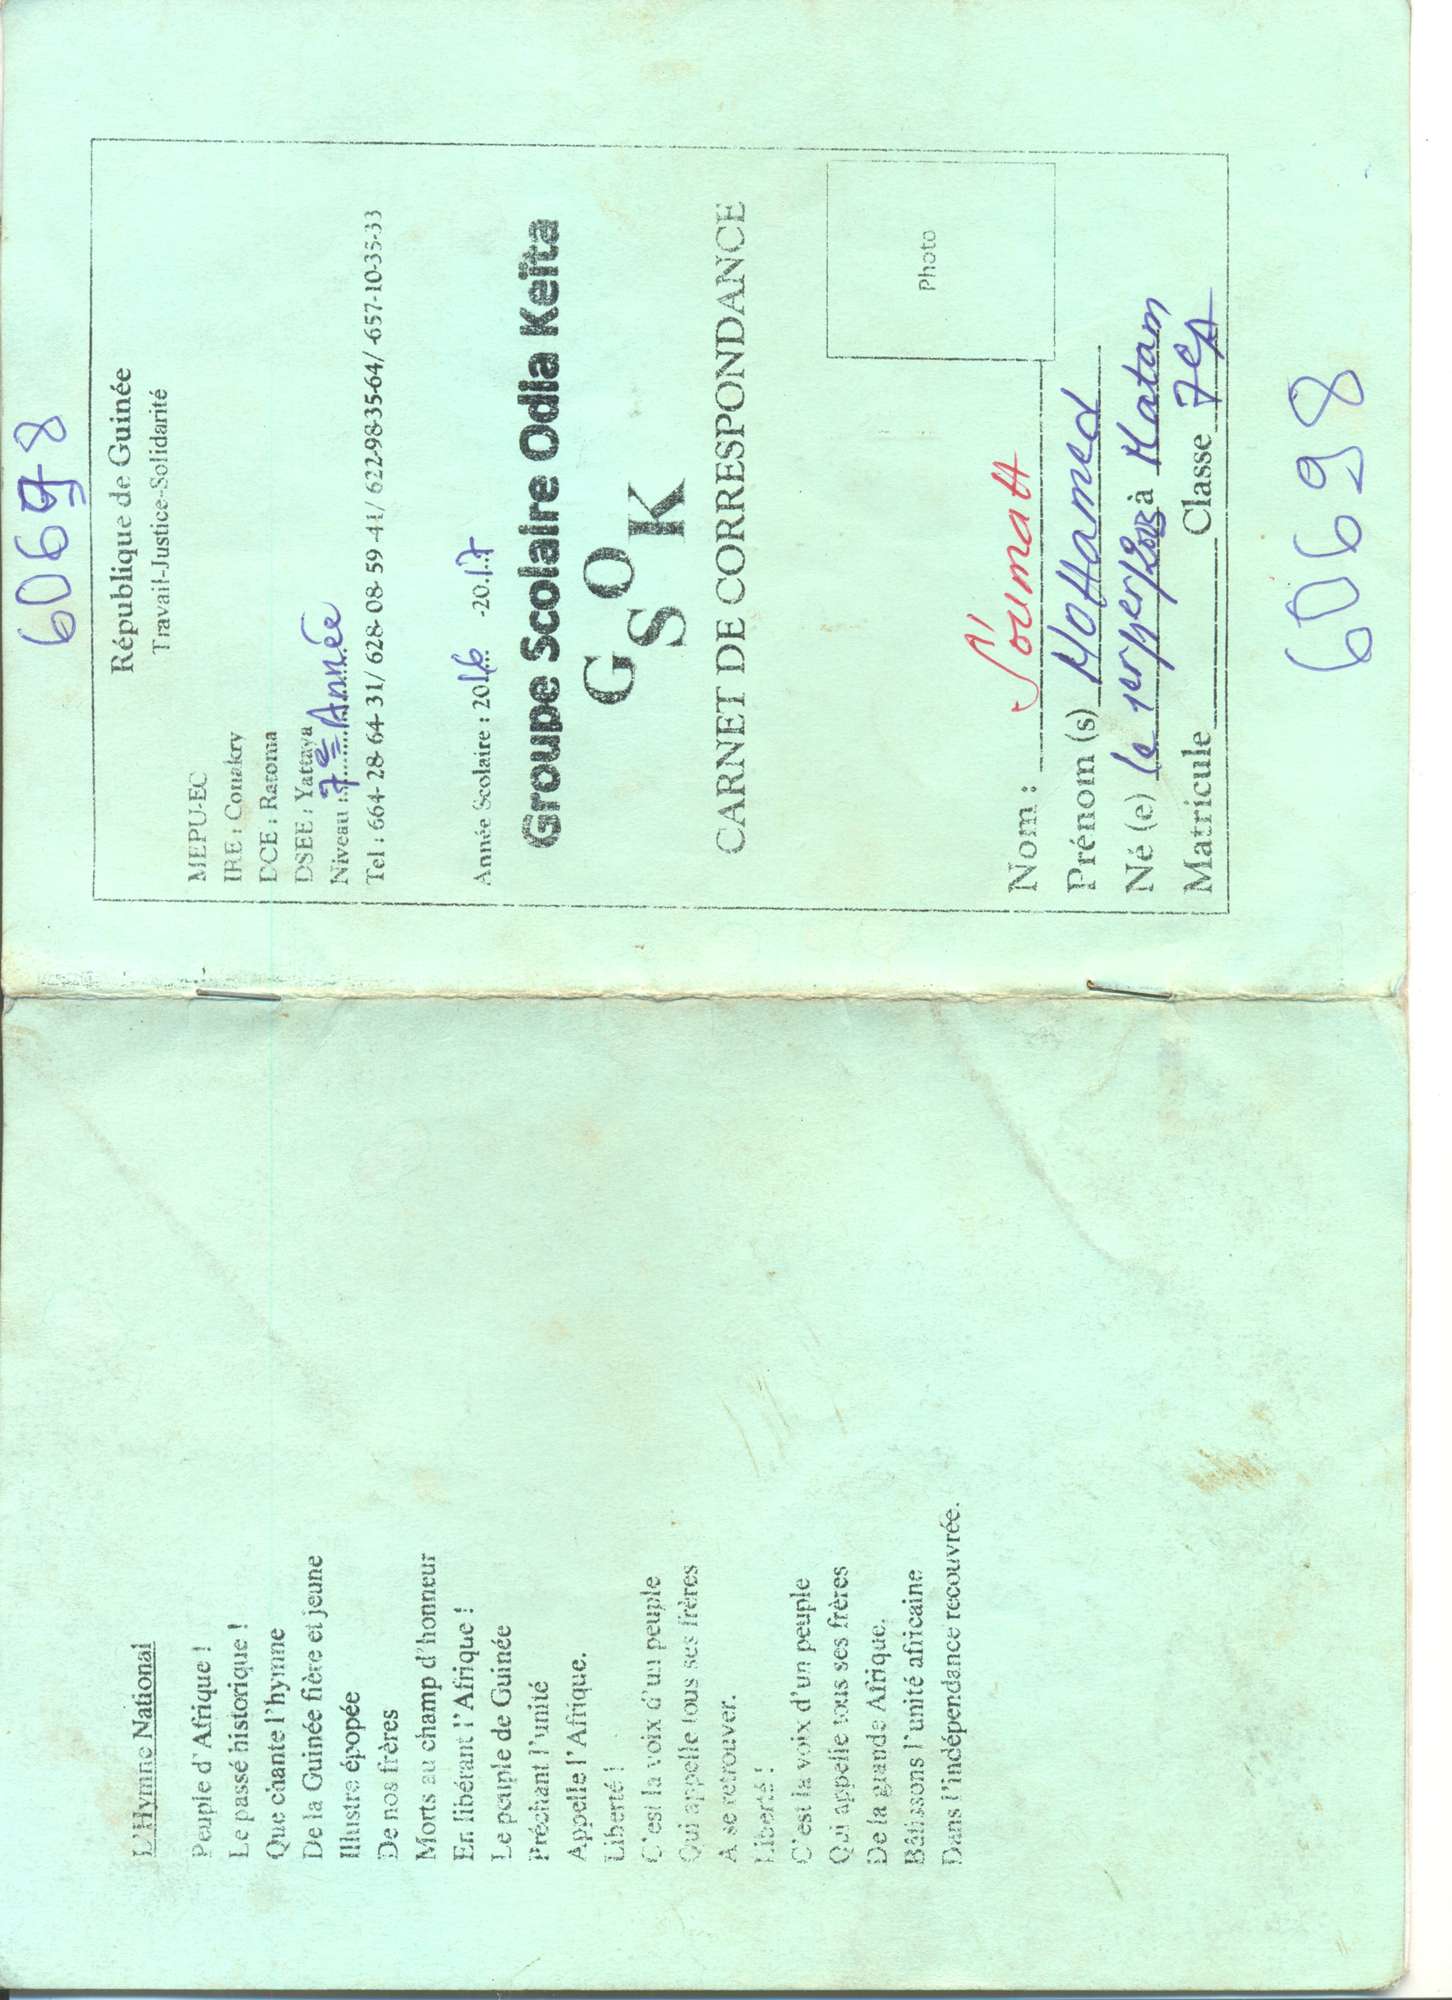 60698
République de Guinée
Travail-Justice-Solidarité
MEPU-EC
IRE : Conakry
DCE : Ratoma
DSEE : Yattaya
Niveau : 7e Année
Tel : 664- 28- 64- 31/ 628- 08- 59- 41/ 622-98-35-64/ -657-10-35-33
Année Scolaire : 2016 -2017
Groupe Scolaire Odia Keïta
GSOK
CARNET DE CORRESPONDANCE
Photo
Nom : Soumah
Prénom (s) Mohamed
Né (e) le à Matam
Matricule Classe 7eA
60698
L'Hymne National
Peuple d'Afrique !
Le passé historique !
Que chante l'hymne
De la Guinée fière et jeune
Illustre épopée
De nos frères
Morts au champ d'honneur
En libérant l'Afrique !
Le peuple de Guinée
Préchant l'unité
Appelle l'Afrique.
Liberté !
C'est la voix d'un peuple
Qui appelle tous ses frères
A se retrouver.
Liberté !
C'est la voix d'un peuple
Qui appelle tous ses frères
De la grande Afrique.
Bâtissons l'unité africaine
Dans l'indépendance recouvrée.